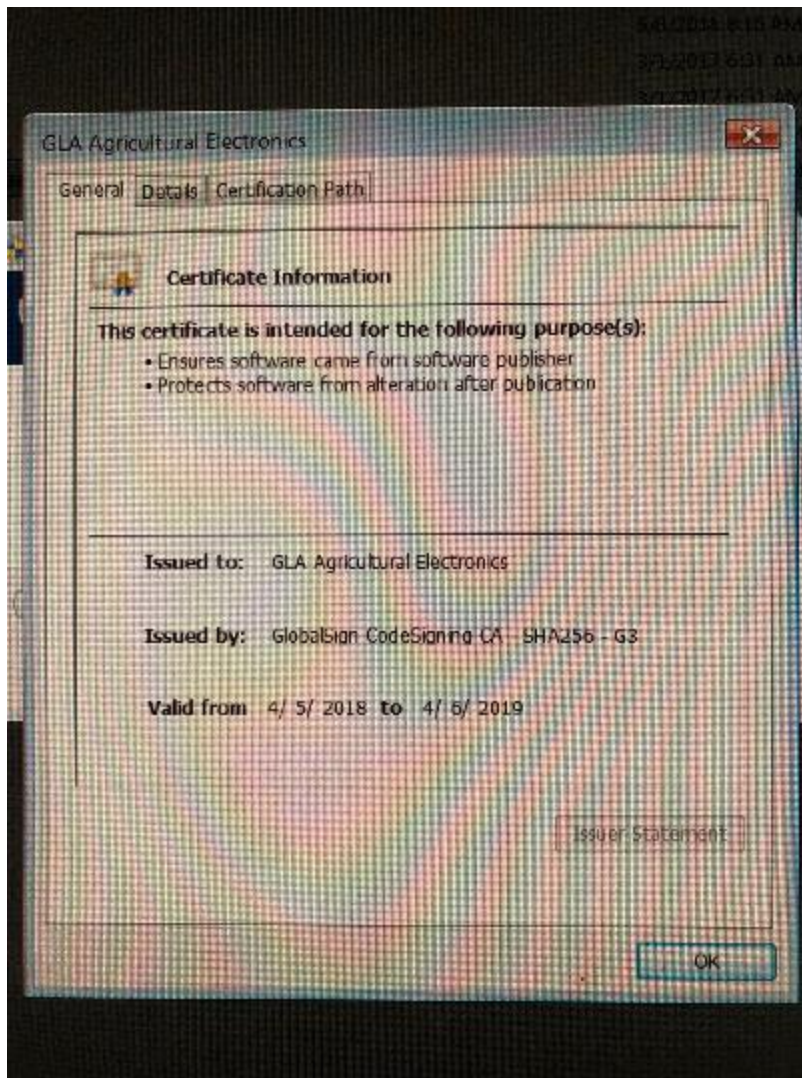 GLA Agricultural Electronics
General Details Certification Path
Certificate Information
This certificate is intended for the following purpose(s):
• Ensures software came from software publisher
• Protects software from alteration after publication
Issued to: GLA Agricultural Electronics
Issued by: GlobalSign CodeSigning CA - SHA256 - G3
Valid from 4/ 5/ 2018 to 4/ 6/ 2019
Issuer Statement
OK